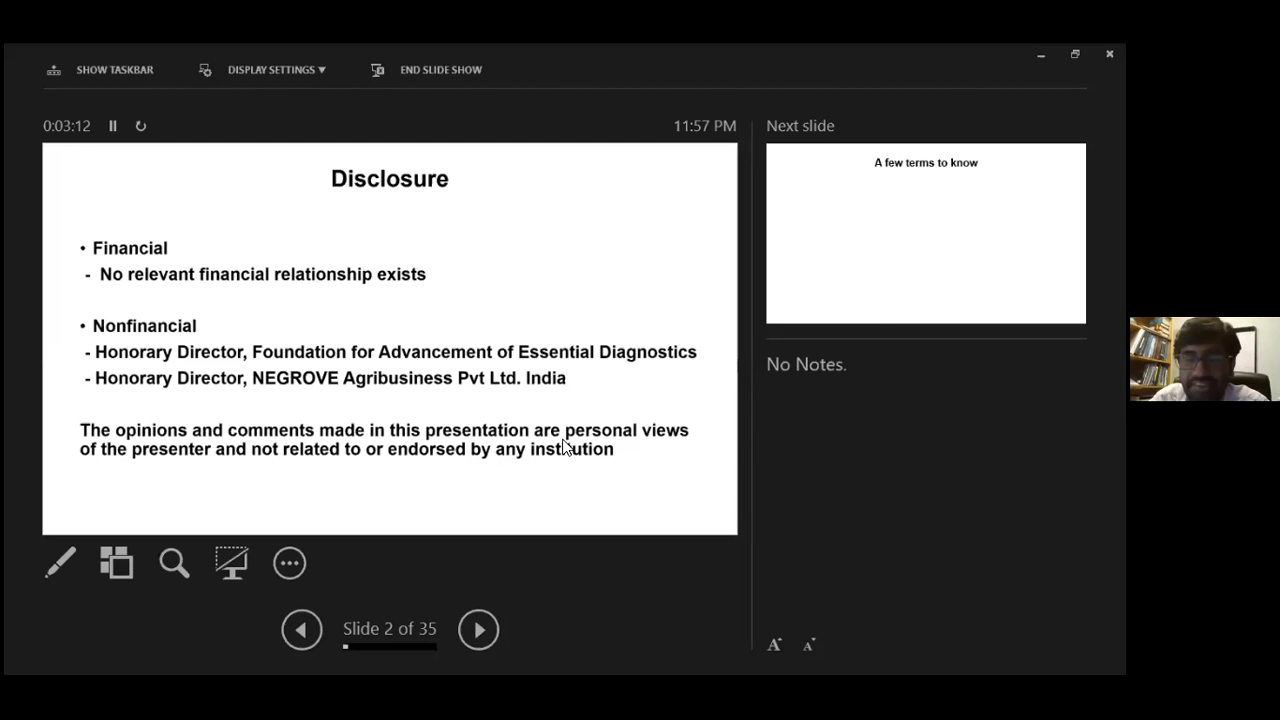 SHOW TASKBAR
DISPLAY SETTINGS ▼
END SLIDE SHOW
0:03:12
11:57 PM
Disclosure
• Financial
- No relevant financial relationship exists
• Nonfinancial
- Honorary Director, Foundation for Advancement of Essential Diagnostics
- Honorary Director, NEGROVE Agribusiness Pvt Ltd. India
The opinions and comments made in this presentation are personal views
of the presenter and not related to or endorsed by any institution
Slide 2 of 35
Next slide
A few terms to know
No Notes.
A A